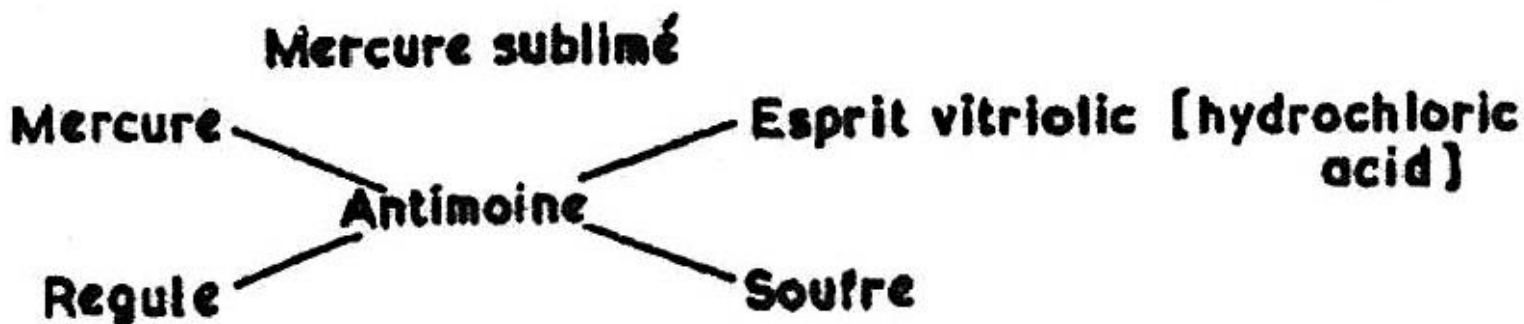 Mercure sublimé
Mercure
Esprit vitriolic [hydrochloric
acid]
Antimoine
Regule
Soufre